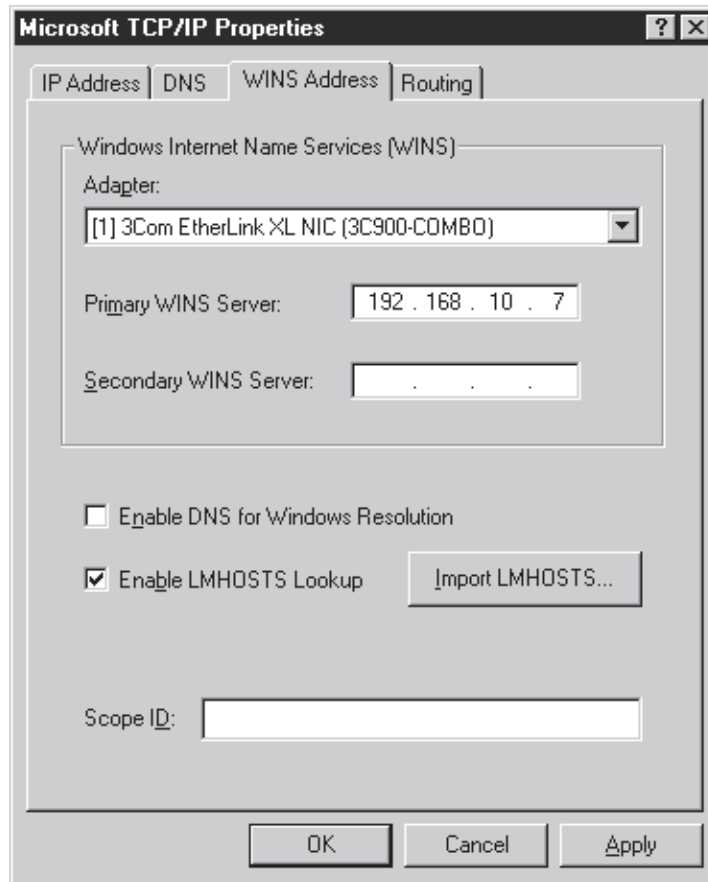 Microsoft TCP/IP Properties
IP Address DNS WINS Address Routing
Windows Internet Name Services (WINS)
Adapter:
[1] 3Com EtherLink XL NIC (3C900-COMBO)
Primary WINS Server: 192 . 168 . 10 . 7
Secondary WINS Server: . . .
Enable DNS for Windows Resolution
Enable LMHOSTS Lookup Import LMHOSTS...
Scope ID:
OK Cancel Apply